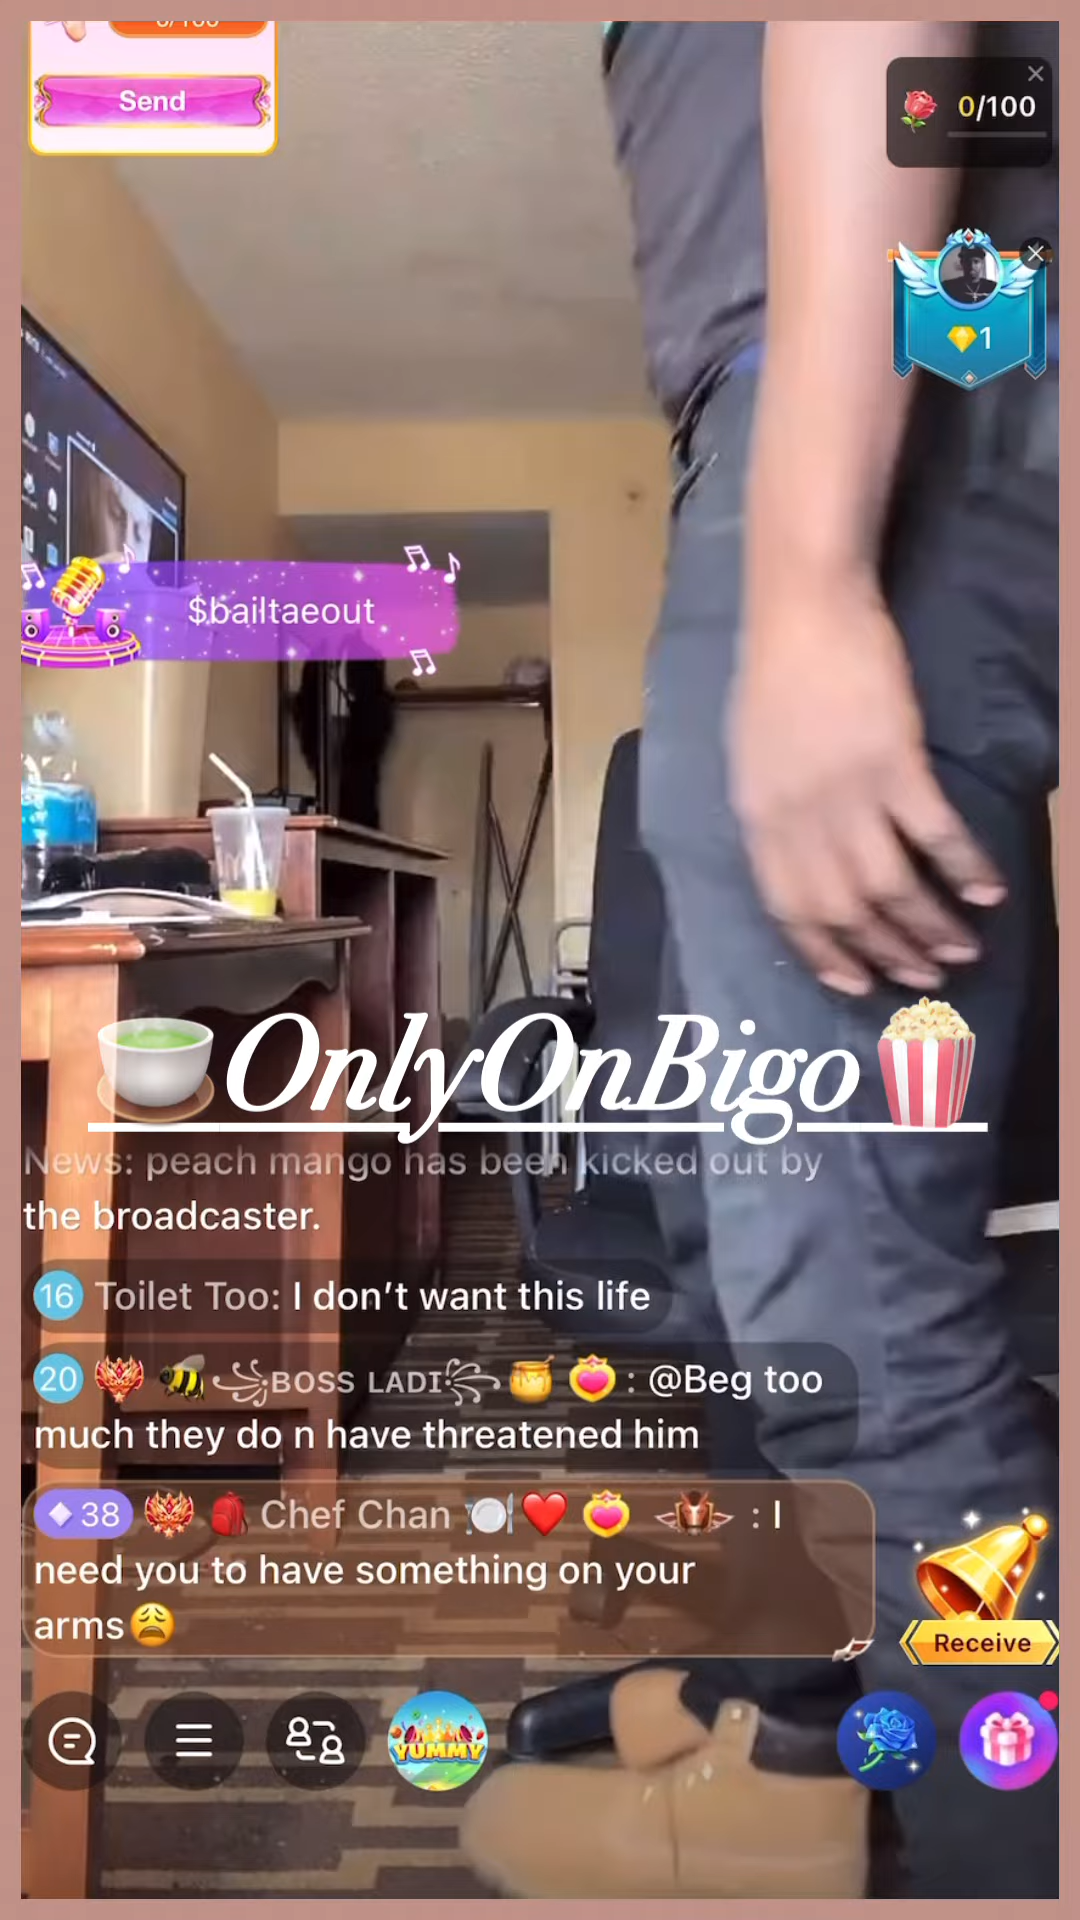 Send
0/100
1
$bailtaeout
🍵OnlyOnBigo🍿
News: peach mango has been kicked out by
the broadcaster.
16 Toilet Too: I don’t want this life
20 ʙᴏss ʟᴀᴅɪ : @Beg too
much they do n have threatened him
38 Chef Chan 🍽️❤️ : I
need you to have something on your
arms😩
Receive
YUMMY